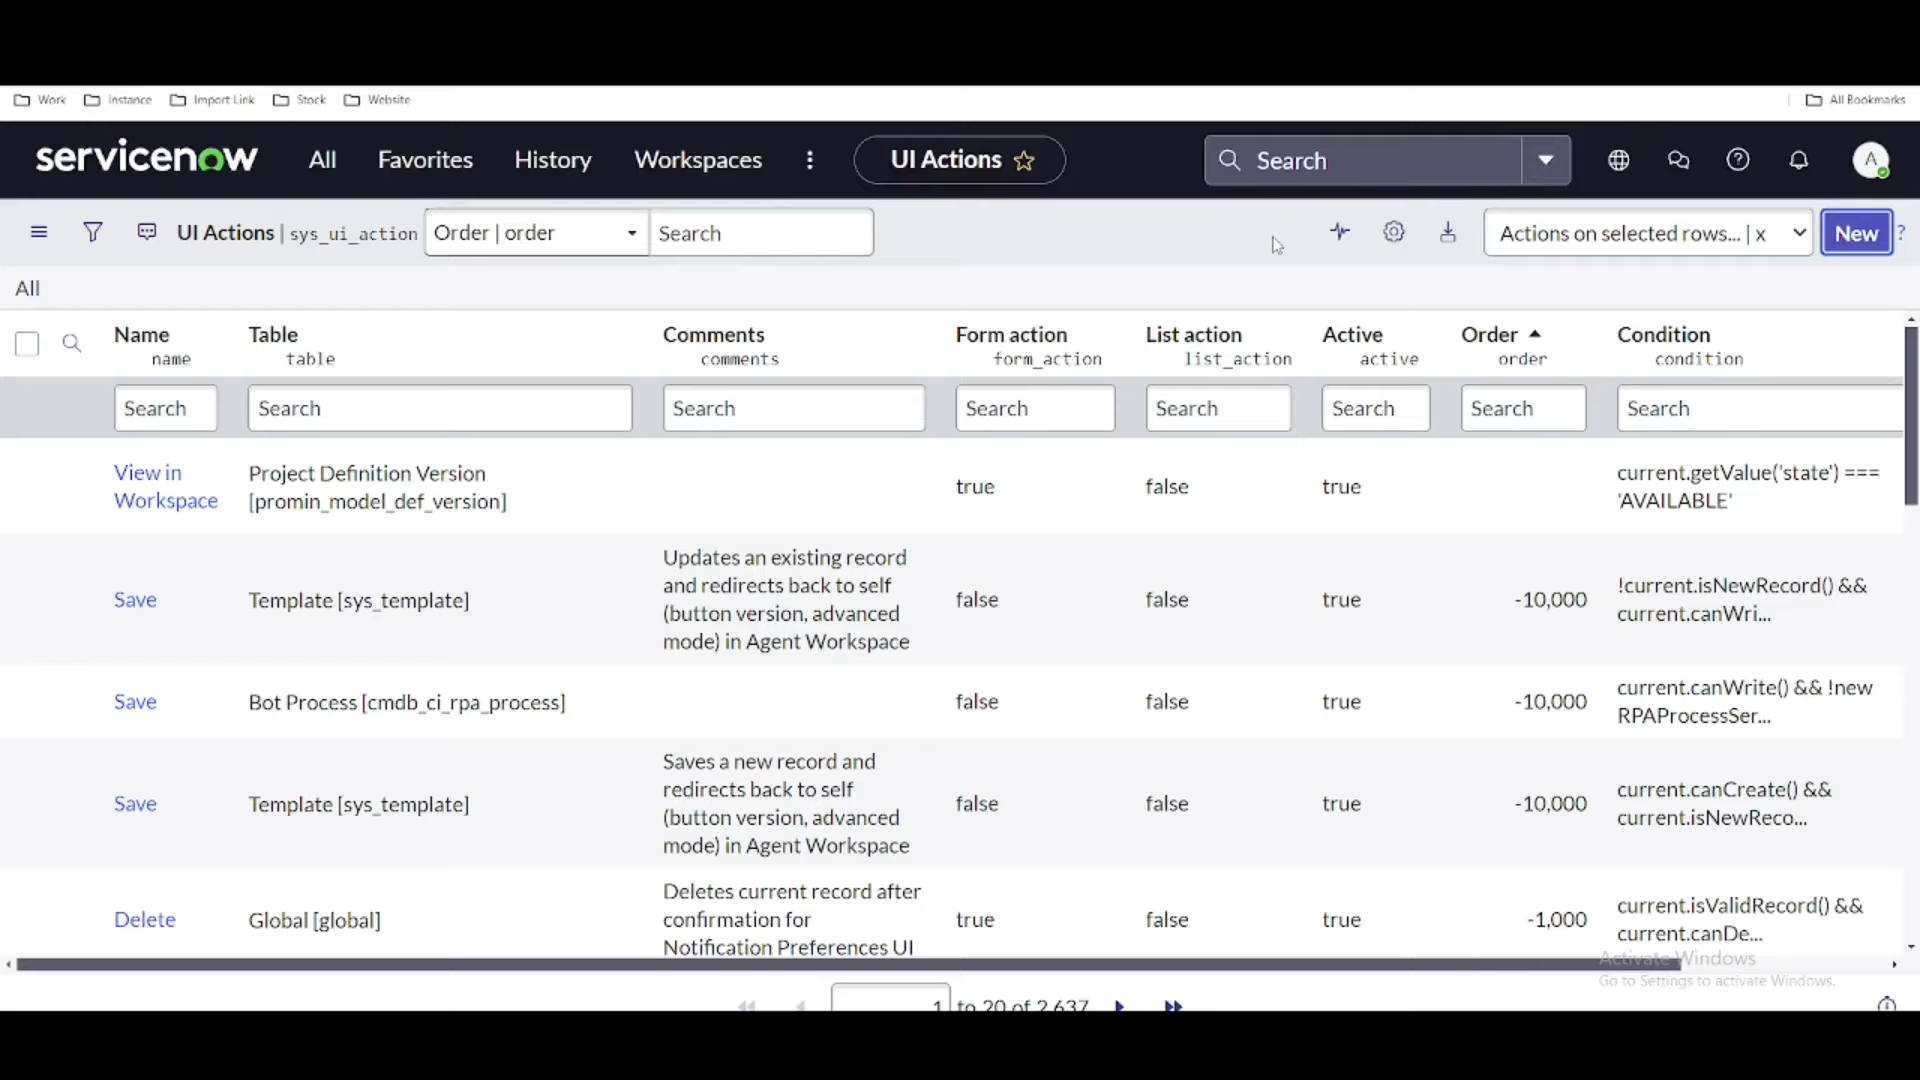 Work Instance Import Link Stock Website All Bookmarks
servicenow All Favorites History Workspaces UI Actions Search A
UI Actions | sys_ui_action Order | order Search Actions on selected rows... | x New ?
All
Name Table Comments Form action List action Active Order Condition
name table comments form_action list_action active order condition
Search Search Search Search Search Search Search Search
View in Project Definition Version current.getValue('state') ===
Workspace [promin_model_def_version] true false true 'AVAILABLE'
Updates an existing record
and redirects back to self !current.isNewRecord() &&
Save Template [sys_template] false false true -10,000
(button version, advanced current.canWri...
mode) in Agent Workspace
current.canWrite() && !new
Save Bot Process [cmdb_ci_rpa_process] false false true -10,000
RPAProcessSer...
Saves a new record and
redirects back to self current.canCreate() &&
Save Template [sys_template] false false true -10,000
(button version, advanced current.isNewReco...
mode) in Agent Workspace
Deletes current record after current.isValidRecord() &&
Delete Global [global] confirmation for true false true -1,000
current.canDe...
Notification Preferences UI
Activate Windows
Go to Settings to activate Windows.
1 to 20 of 2,637